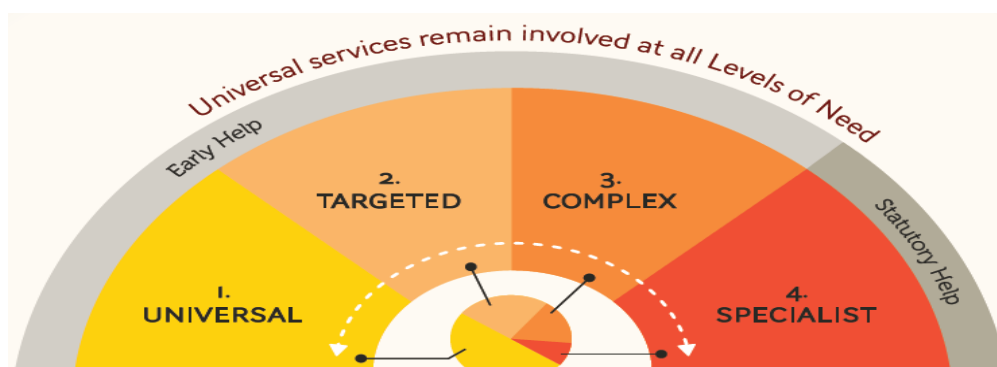 Universal services remain involved at all Levels of Need
Early Help
2.
TARGETED
3.
COMPLEX
1.
UNIVERSAL
4.
SPECIALIST
Statutory Help